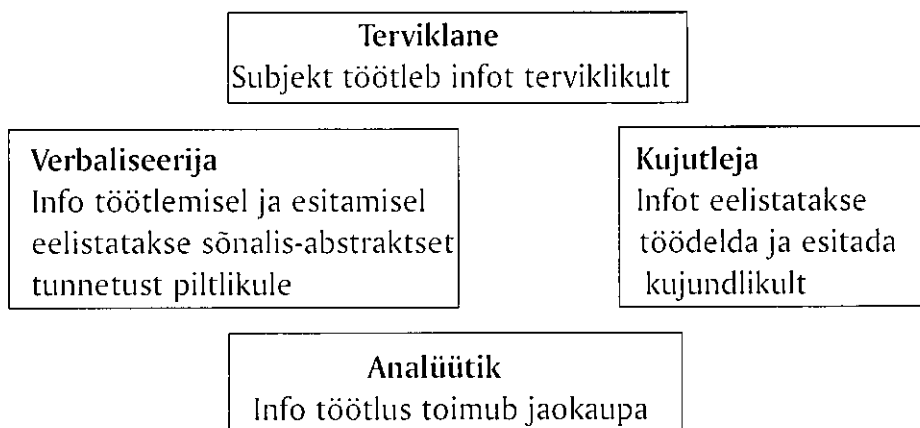 Terviklane
Subjekt töötleb infot terviklikult
Verbaliseerija
Info töötlemisel ja esitamisel
eelistatakse sõnalis-abstraktset
tunnetust piltlikule
Kujutleja
Infot eelistatakse
töödelda ja esitada
kujundlikult
Analüütik
Info töötlus toimub jaokaupa